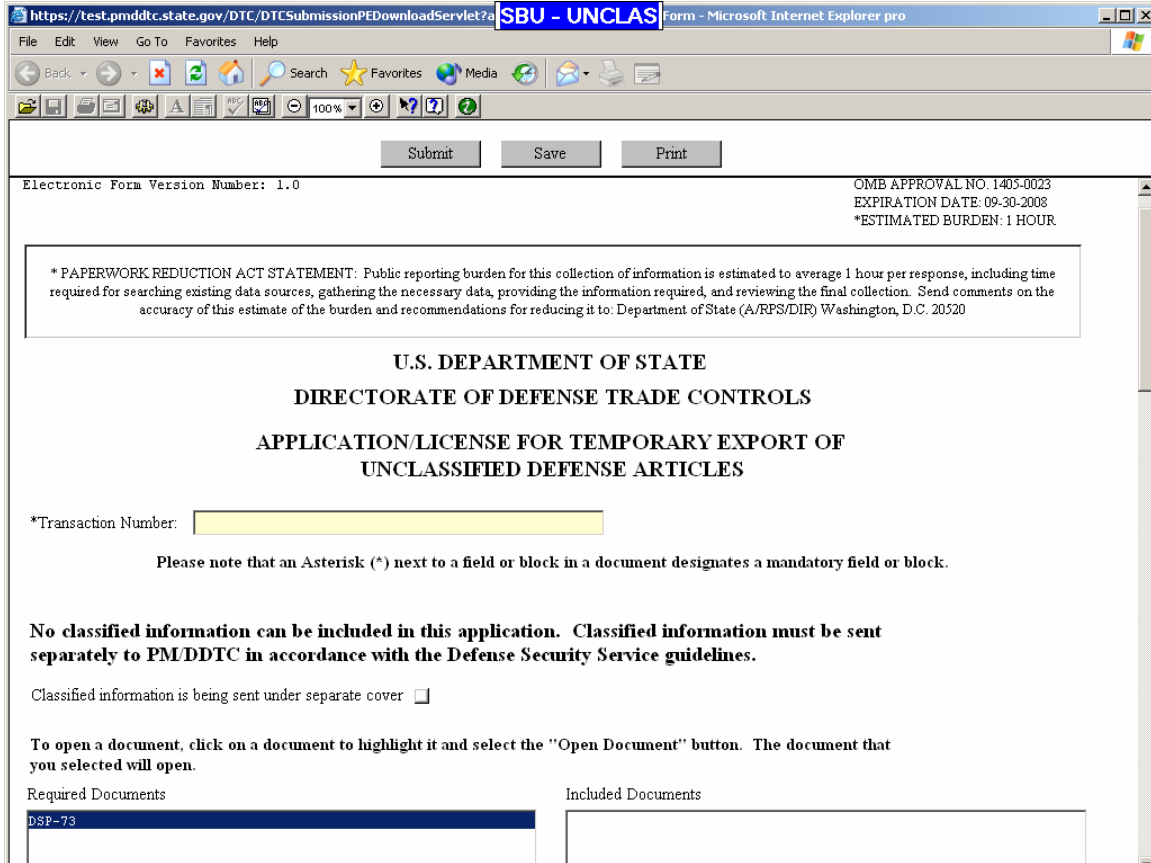 https://test.pmddtc.state.gov/DTC/DTCSubmissionPEDownloadServlet?a SBU - UNCLAS Form - Microsoft Internet Explorer pro
File Edit View Go To Favorites Help
Back Search Favorites Media
100%
Submit Save Print
Electronic Form Version Number: 1.0
OMB APPROVAL NO. 1405-0023
EXPIRATION DATE: 09-30-2008
*ESTIMATED BURDEN: 1 HOUR
* PAPERWORK REDUCTION ACT STATEMENT: Public reporting burden for this collection of information is estimated to average 1 hour per response, including time
required for searching existing data sources, gathering the necessary data, providing the information required, and reviewing the final collection. Send comments on the
accuracy of this estimate of the burden and recommendations for reducing it to: Department of State (A/RPS/DIR) Washington, D.C. 20520
U.S. DEPARTMENT OF STATE
DIRECTORATE OF DEFENSE TRADE CONTROLS
APPLICATION/LICENSE FOR TEMPORARY EXPORT OF
UNCLASSIFIED DEFENSE ARTICLES
*Transaction Number:
Please note that an Asterisk (*) next to a field or block in a document designates a mandatory field or block.
No classified information can be included in this application. Classified information must be sent
separately to PM/DDTC in accordance with the Defense Security Service guidelines.
Classified information is being sent under separate cover
To open a document, click on a document to highlight it and select the "Open Document" button. The document that
you selected will open.
Required Documents Included Documents
DSP-73